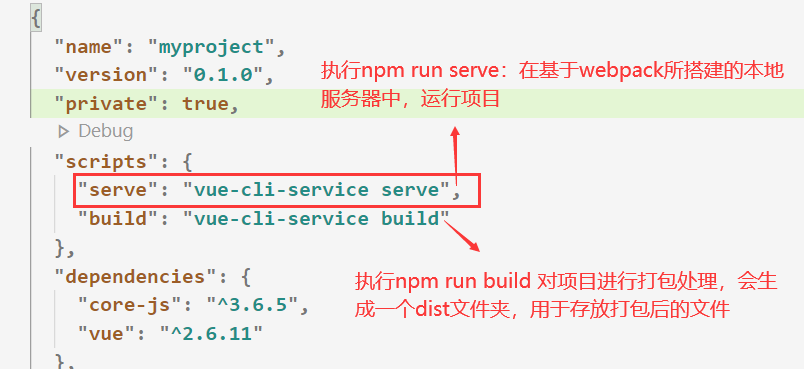 {
"name": "myproject",
"version": "0.1.0",
执行npm run serve：在基于webpack所搭建的本地
服务器中，运行项目
"private": true,
Debug
"scripts": {
"serve": "vue-cli-service serve",
"build": "vue-cli-service build"
},
执行npm run build 对项目进行打包处理，会生
成一个dist文件夹，用于存放打包后的文件
"dependencies": {
"core-js": "^3.6.5",
"vue": "^2.6.11"
},